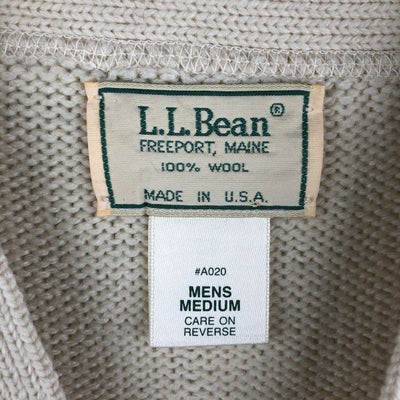 L.L.Bean®
FREEPORT, MAINE
100% WOOL
MADE IN U.S.A.
#A020
MENS
MEDIUM
CARE ON
REVERSE